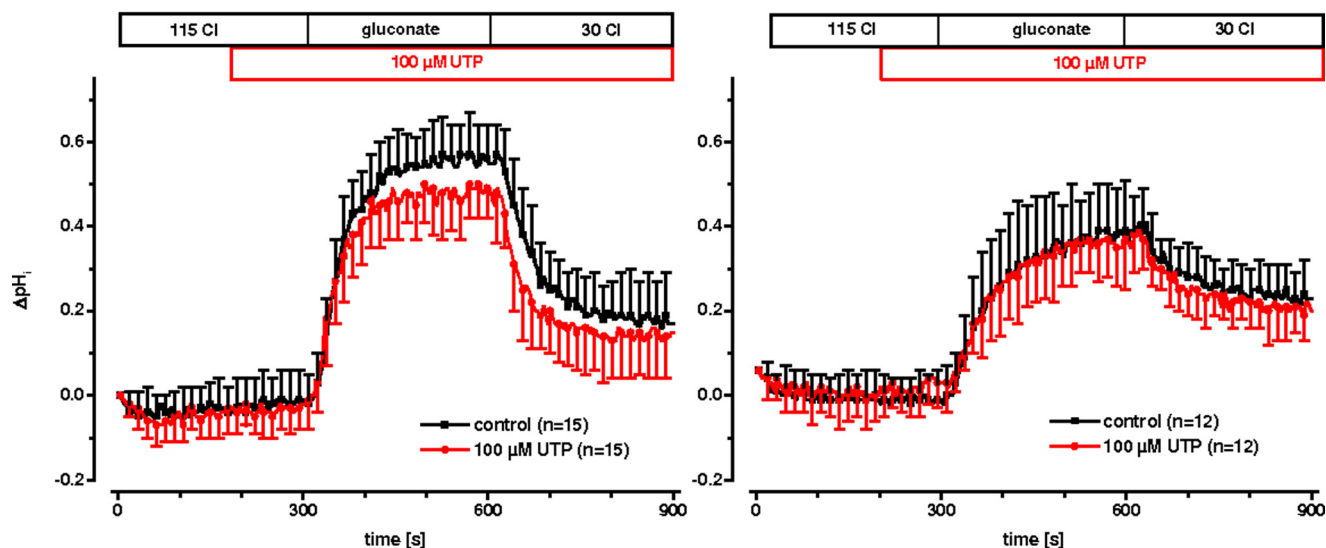 115 Cl gluconate 30 Cl
100 µM UTP
0.6
0.4
0.2
0.0
-0.2
ΔpHi
control (n=15)
100 µM UTP (n=15)
0 300 600 900
time [s]
115 Cl gluconate 30 Cl
100 µM UTP
0.6
0.4
0.2
0.0
-0.2
control (n=12)
100 µM UTP (n=12)
0 300 600 900
time [s]